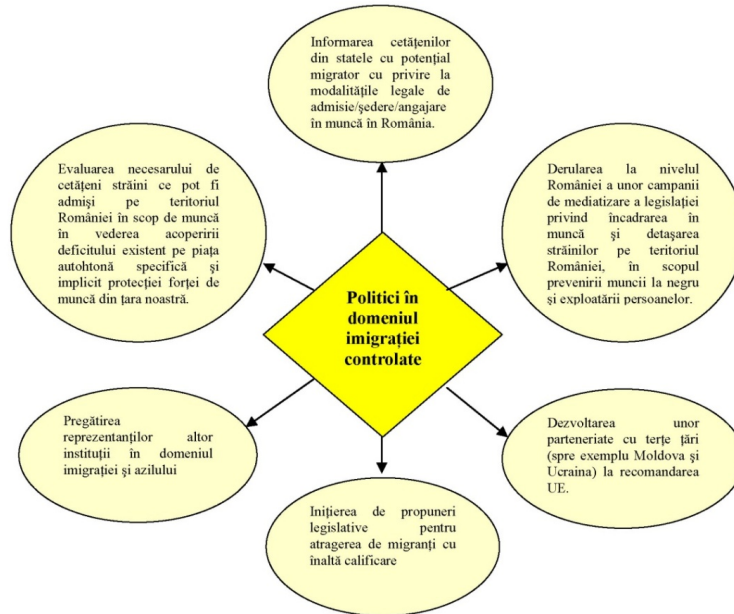 Informarea cetățenilor
din statele cu potențial
migrator cu privire la
modalitățile legale de
admisie/ședere/angajare
în muncă în România.
Evaluarea necesarului de
cetățeni străini ce pot fi
admiși pe teritoriul
României în scop de muncă
în vederea acoperirii
deficitului existent pe piața
autohtonă specifică și
implicit protecției forței de
muncă din țara noastră.
Derularea la nivelul
României a unor campanii
de mediatizare a legislației
privind încadrarea în
muncă și detașarea
străinilor pe teritoriul
României, în scopul
prevenirii muncii la negru
și exploatării persoanelor.
Politici în
domeniul
imigrației
controlate
Pregătirea
reprezentanților altor
instituții în domeniul
imigrației și azilului
Dezvoltarea unor
parteneriate cu terțe țări
(spre exemplu Moldova și
Ucraina) la recomandarea
UE.
Inițierea de propuneri
legislative pentru
atragerea de migranți cu
înaltă calificare